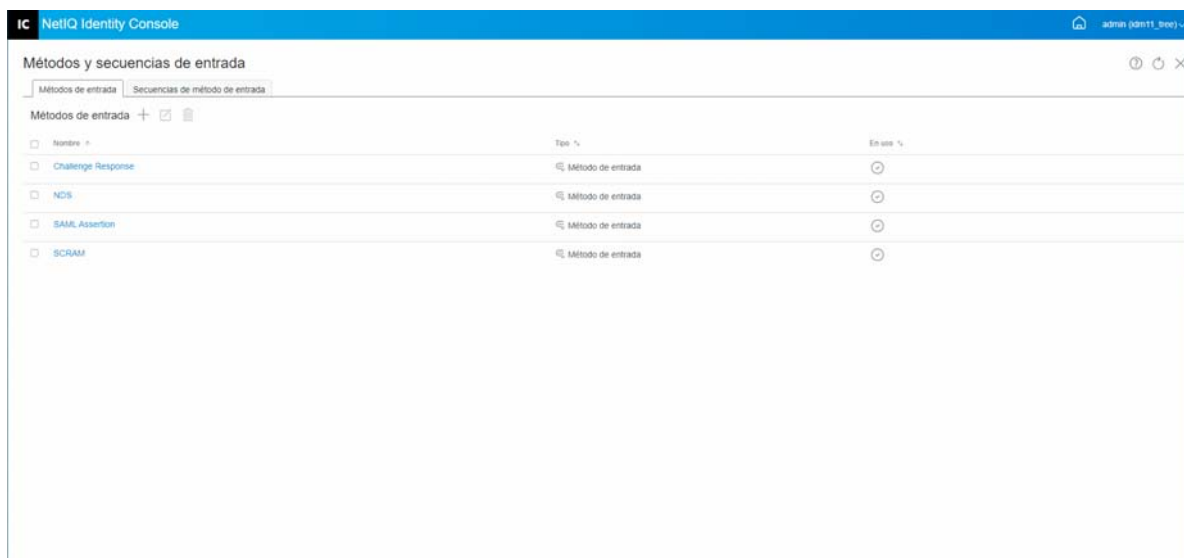 IC NetIQ Identity Console admin (idm11_tree)
Métodos y secuencias de entrada
Métodos de entrada Secuencias de método de entrada
Métodos de entrada
Nombre Tipo En uso
Challenge Response Método de entrada
NDS Método de entrada
SAML Assertion Método de entrada
SCRAM Método de entrada